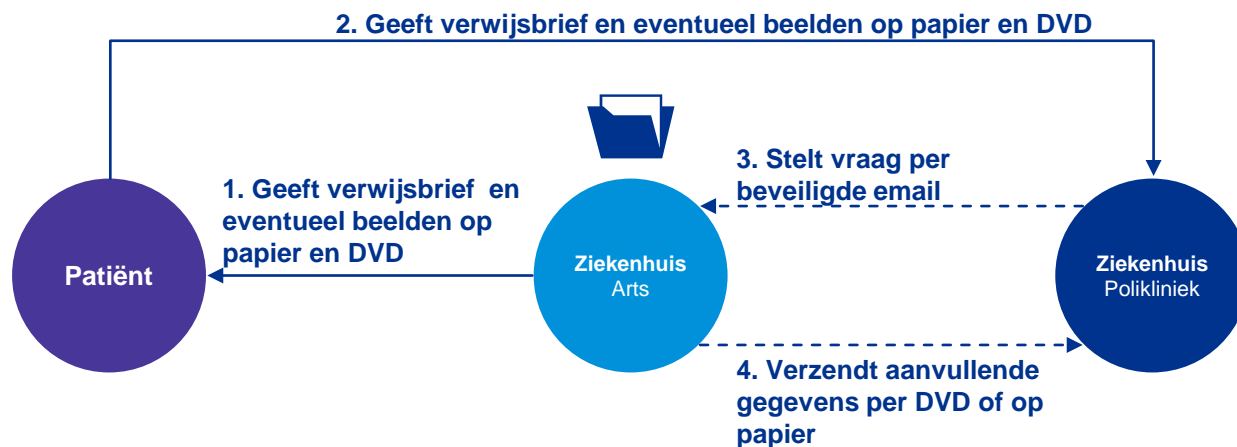 2. Geeft verwijsbrief en eventueel beelden op papier en DVD
1. Geeft verwijsbrief en
eventueel beelden op
papier en DVD
3. Stelt vraag per
beveiligde email
Patiënt
Ziekenhuis
Arts
Ziekenhuis
Polikliniek
4. Verzendt aanvullende
gegevens per DVD of op
papier